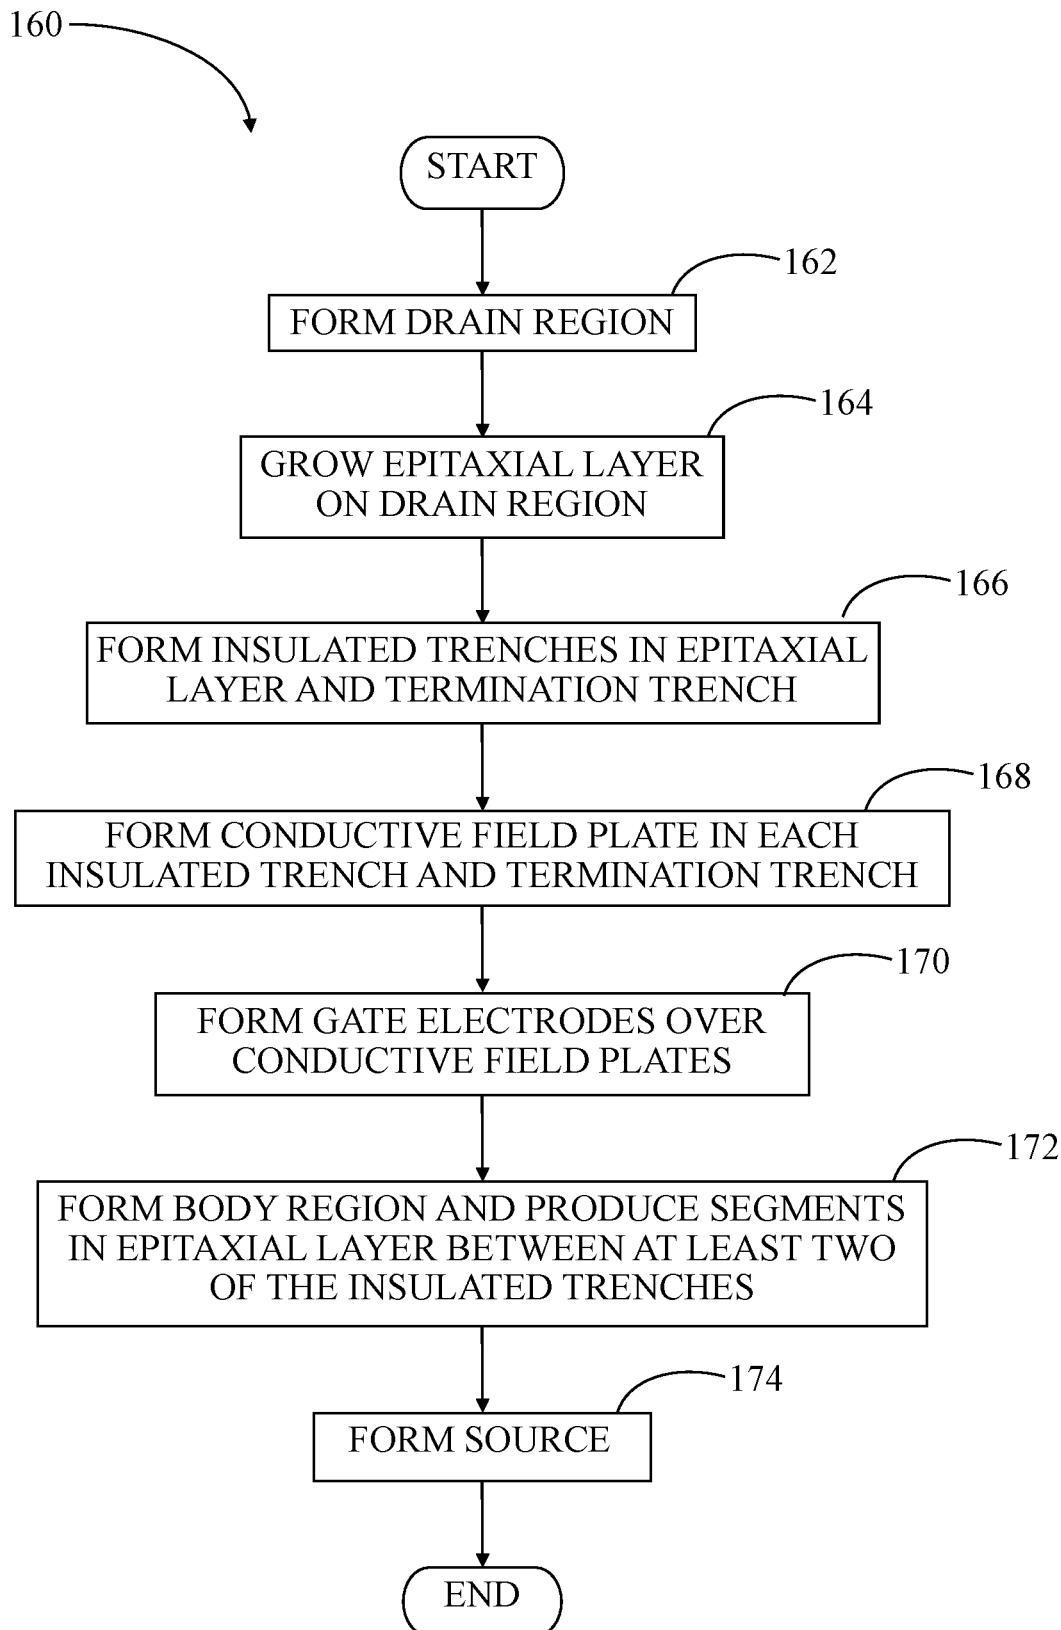 160
START
162
FORM DRAIN REGION
164
GROW EPITAXIAL LAYER
ON DRAIN REGION
166
FORM INSULATED TRENCHES IN EPITAXIAL
LAYER AND TERMINATION TRENCH
168
FORM CONDUCTIVE FIELD PLATE IN EACH
INSULATED TRENCH AND TERMINATION TRENCH
170
FORM GATE ELECTRODES OVER
CONDUCTIVE FIELD PLATES
172
FORM BODY REGION AND PRODUCE SEGMENTS
IN EPITAXIAL LAYER BETWEEN AT LEAST TWO
OF THE INSULATED TRENCHES
174
FORM SOURCE
END